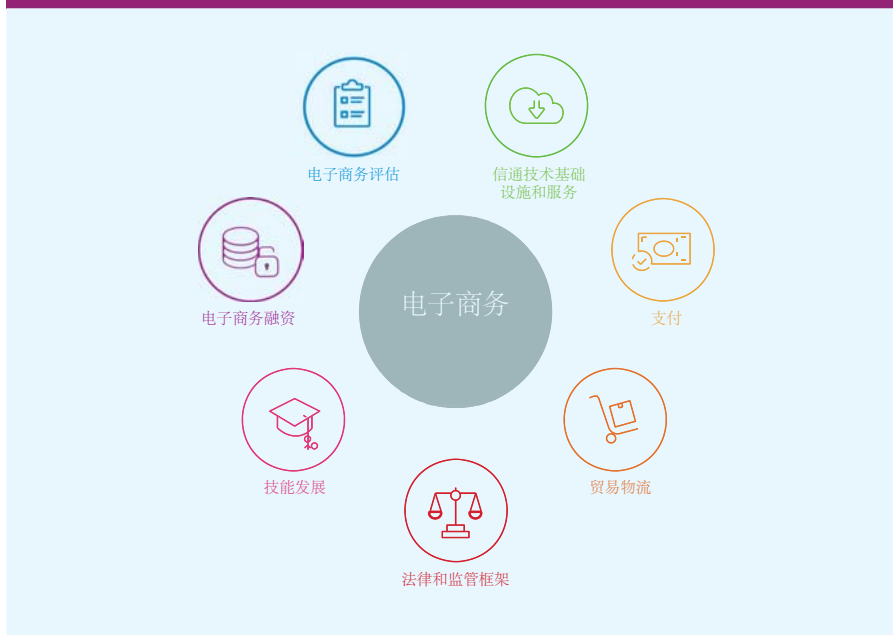 电子商务评估
信通技术基础
设施和服务
电子商务
电子商务融资
支付
技能发展
贸易物流
法律和监管框架